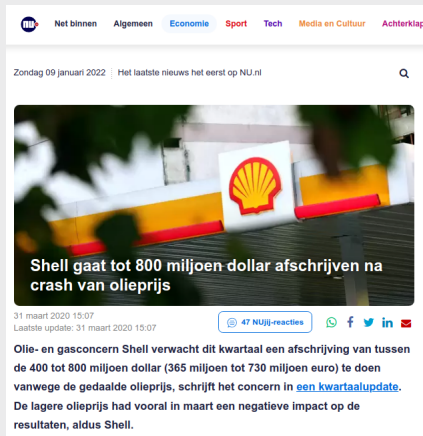 NU Net binnen Algemeen Economie Sport Tech Media en Cultuur Achterklap
Zondag 09 januari 2022 Het laatste nieuws het eerst op NU.nl
Shell gaat tot 800 miljoen dollar afschrijven na
crash van olieprijs
31 maart 2020 15:07
Laatste update: 31 maart 2020 15:07
47 NUjij-reacties
Olie- en gasconcern Shell verwacht dit kwartaal een afschrijving van tussen
de 400 tot 800 miljoen dollar (365 miljoen tot 730 miljoen euro) te doen
vanwege de gedaalde olieprijs, schrijft het concern in een kwartaalupdate.
De lagere olieprijs had vooral in maart een negatieve impact op de
resultaten, aldus Shell.